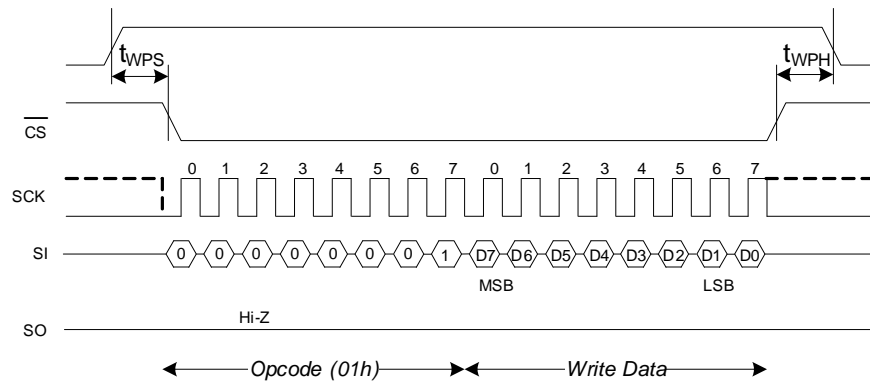 tWPS
tWPH
CS
0 1 2 3 4 5 6 7 0 1 2 3 4 5 6 7
SCK
SI 0 0 0 0 0 0 0 1 D7 D6 D5 D4 D3 D2 D1 D0
MSB LSB
Hi-Z
SO
Opcode (01h) Write Data